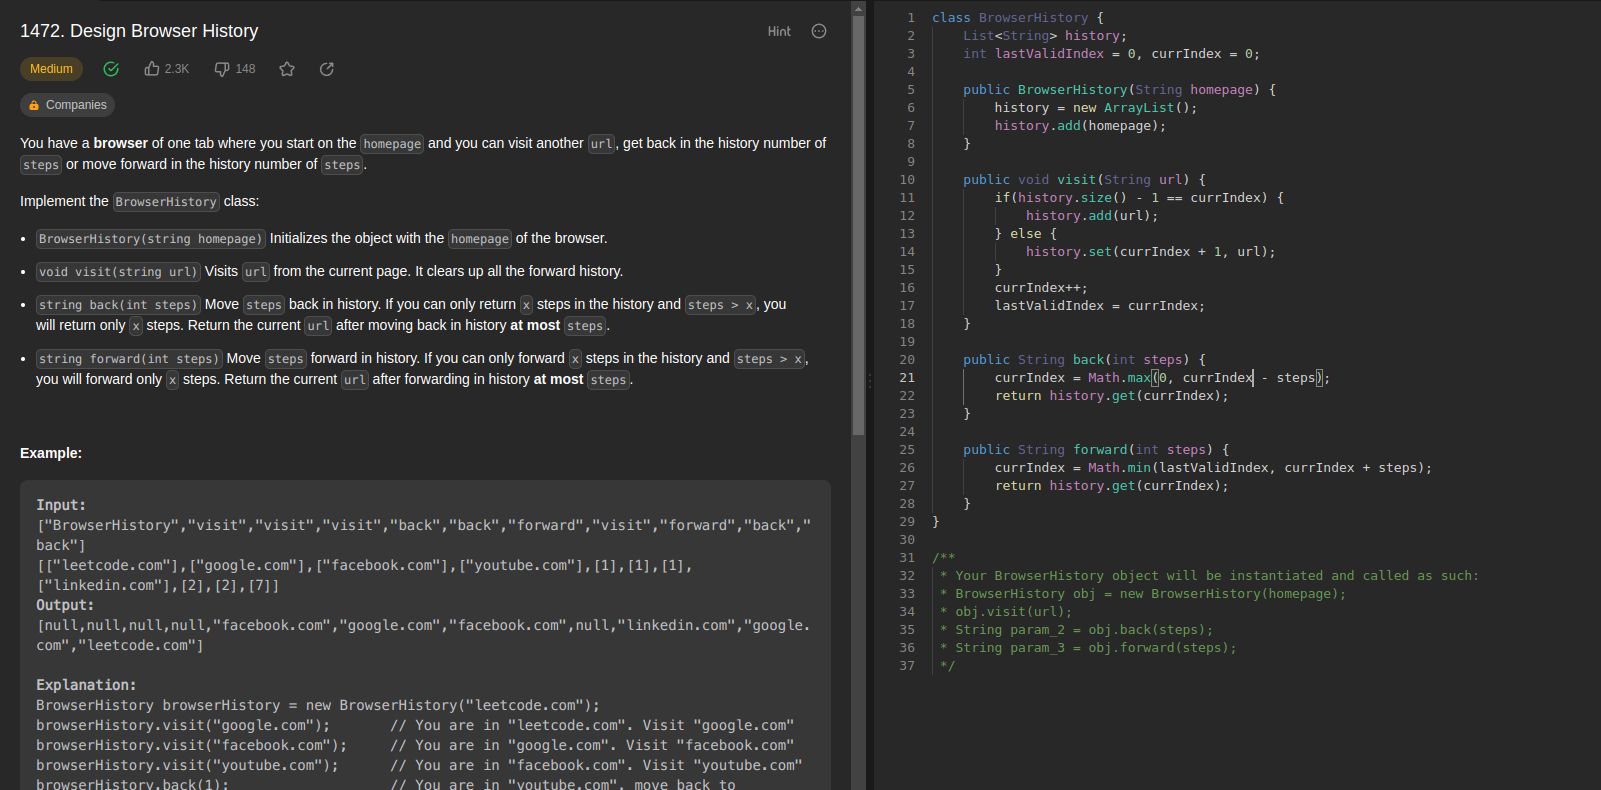 1472. Design Browser History
Hint
Medium
2.3K
148
Companies
You have a browser of one tab where you start on the homepage and you can visit another url, get back in the history number of
steps or move forward in the history number of steps.
Implement the BrowserHistory class:
• BrowserHistory(string homepage) Initializes the object with the homepage of the browser.
• void visit(string url) Visits url from the current page. It clears up all the forward history.
• string back(int steps) Move steps back in history. If you can only return x steps in the history and steps > x, you
will return only x steps. Return the current url after moving back in history at most steps.
• string forward(int steps) Move steps forward in history. If you can only forward x steps in the history and steps > x,
you will forward only x steps. Return the current url after forwarding in history at most steps.
Example:
Input:
["BrowserHistory","visit","visit","visit","back","back","forward","visit","forward","back","
back"]
[["leetcode.com"],["google.com"],["facebook.com"],["youtube.com"],[1],[1],[1],
["linkedin.com"],[2],[2],[7]]
Output:
[null,null,null,null,"facebook.com","google.com","facebook.com",null,"linkedin.com","google.
com","leetcode.com"]
Explanation:
BrowserHistory browserHistory = new BrowserHistory("leetcode.com");
browserHistory.visit("google.com");       // You are in "leetcode.com". Visit "google.com"
browserHistory.visit("facebook.com");     // You are in "google.com". Visit "facebook.com"
browserHistory.visit("youtube.com");      // You are in "facebook.com". Visit "youtube.com"
browserHistory.back(1);                   // You are in "youtube.com", move back to
1 class BrowserHistory {
2     List<String> history;
3     int lastValidIndex = 0, currIndex = 0;
4
5     public BrowserHistory(String homepage) {
6         history = new ArrayList();
7         history.add(homepage);
8     }
9
10     public void visit(String url) {
11         if(history.size() - 1 == currIndex) {
12             history.add(url);
13         } else {
14             history.set(currIndex + 1, url);
15         }
16         currIndex++;
17         lastValidIndex = currIndex;
18     }
19
20     public String back(int steps) {
21         currIndex = Math.max(0, currIndex - steps);
22         return history.get(currIndex);
23     }
24
25     public String forward(int steps) {
26         currIndex = Math.min(lastValidIndex, currIndex + steps);
27         return history.get(currIndex);
28     }
29 }
30
31 /**
32  * Your BrowserHistory object will be instantiated and called as such:
33  * BrowserHistory obj = new BrowserHistory(homepage);
34  * obj.visit(url);
35  * String param_2 = obj.back(steps);
36  * String param_3 = obj.forward(steps);
37  */